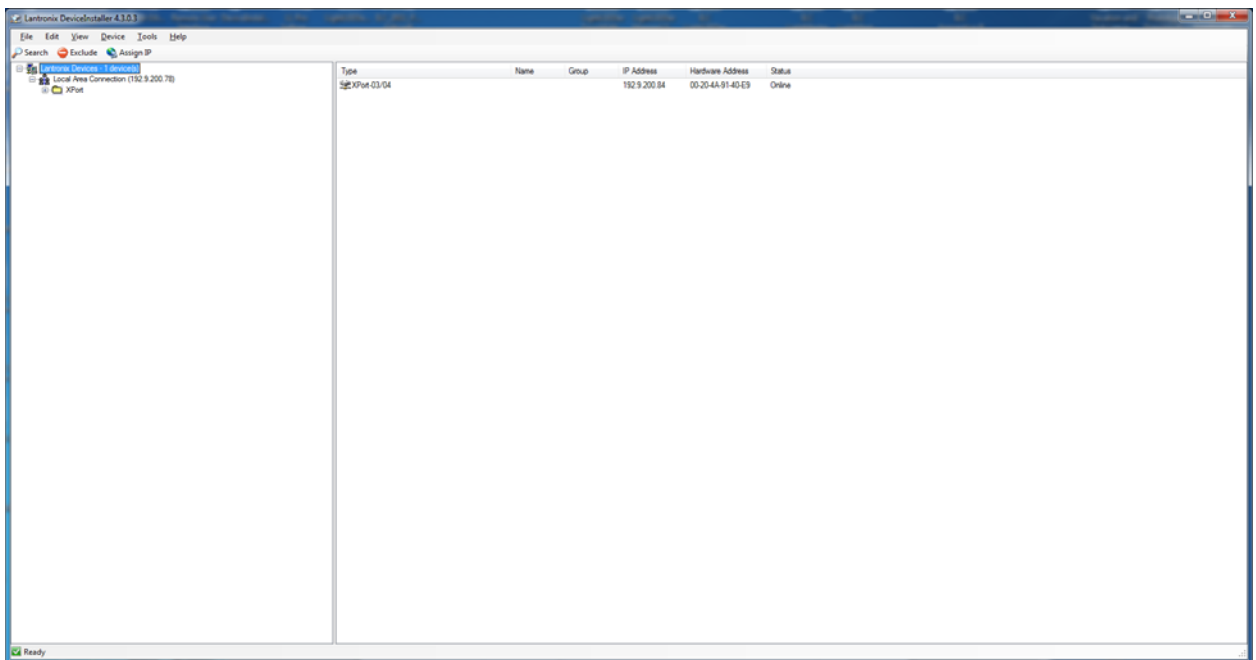 Lantronix DeviceInstaller 4.3.0.3
File Edit View Device Tools Help
Search Exclude Assign IP
Lantronix Devices - 1 device(s)
Local Area Connection (192.9.200.78)
XPort
Type Name Group IP Address Hardware Address Status
XPort-03/04 192.9.200.84 00-20-4A-91-40-E9 Online
Ready